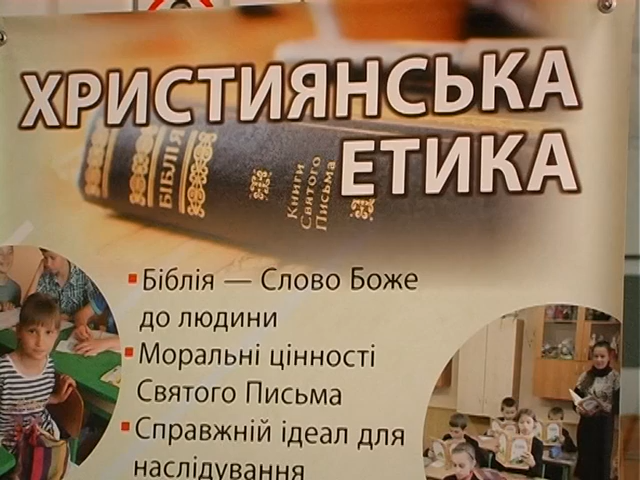 ХРИСТИЯНСЬКА
ЕТИКА
БІБЛІЯ
Книги
Святого
Письма
Біблія — Слово Боже
до людини
Моральні цінності
Святого Письма
Справжній ідеал для
наслідування